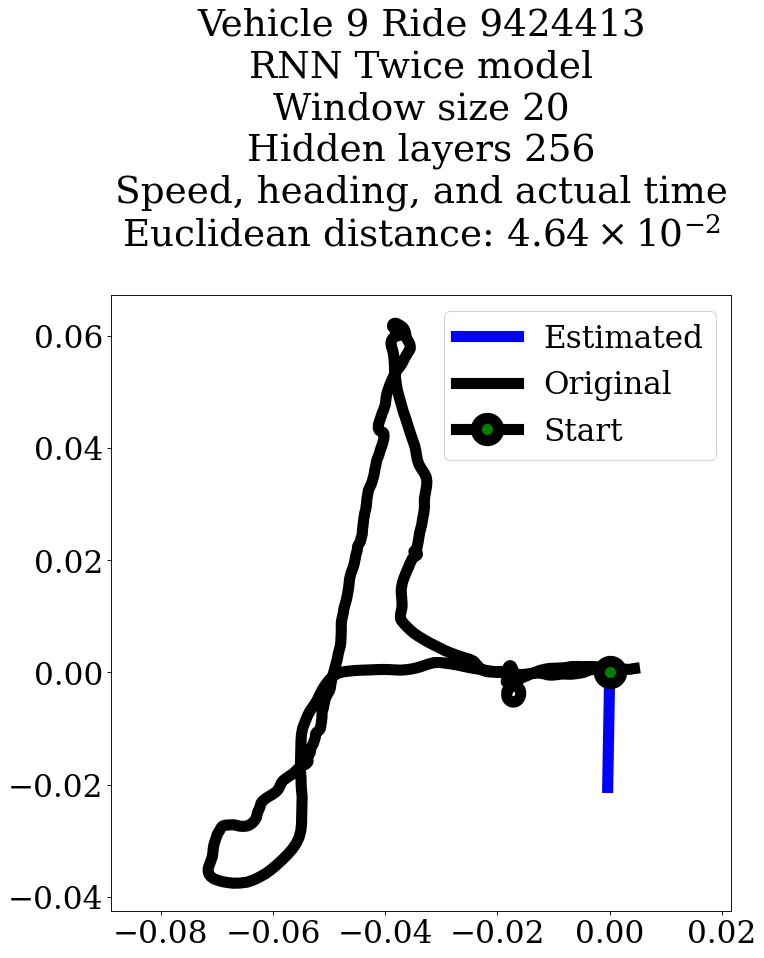 Vehicle 9 Ride 9424413
RNN Twice model
Window size 20
Hidden layers 256
Speed, heading, and actual time
Euclidean distance: 4.64 × 10⁻²
Estimated
Original
Start
0.06
0.04
0.02
0.00
−0.02
−0.04
−0.08 −0.06 −0.04 −0.02 0.00 0.02